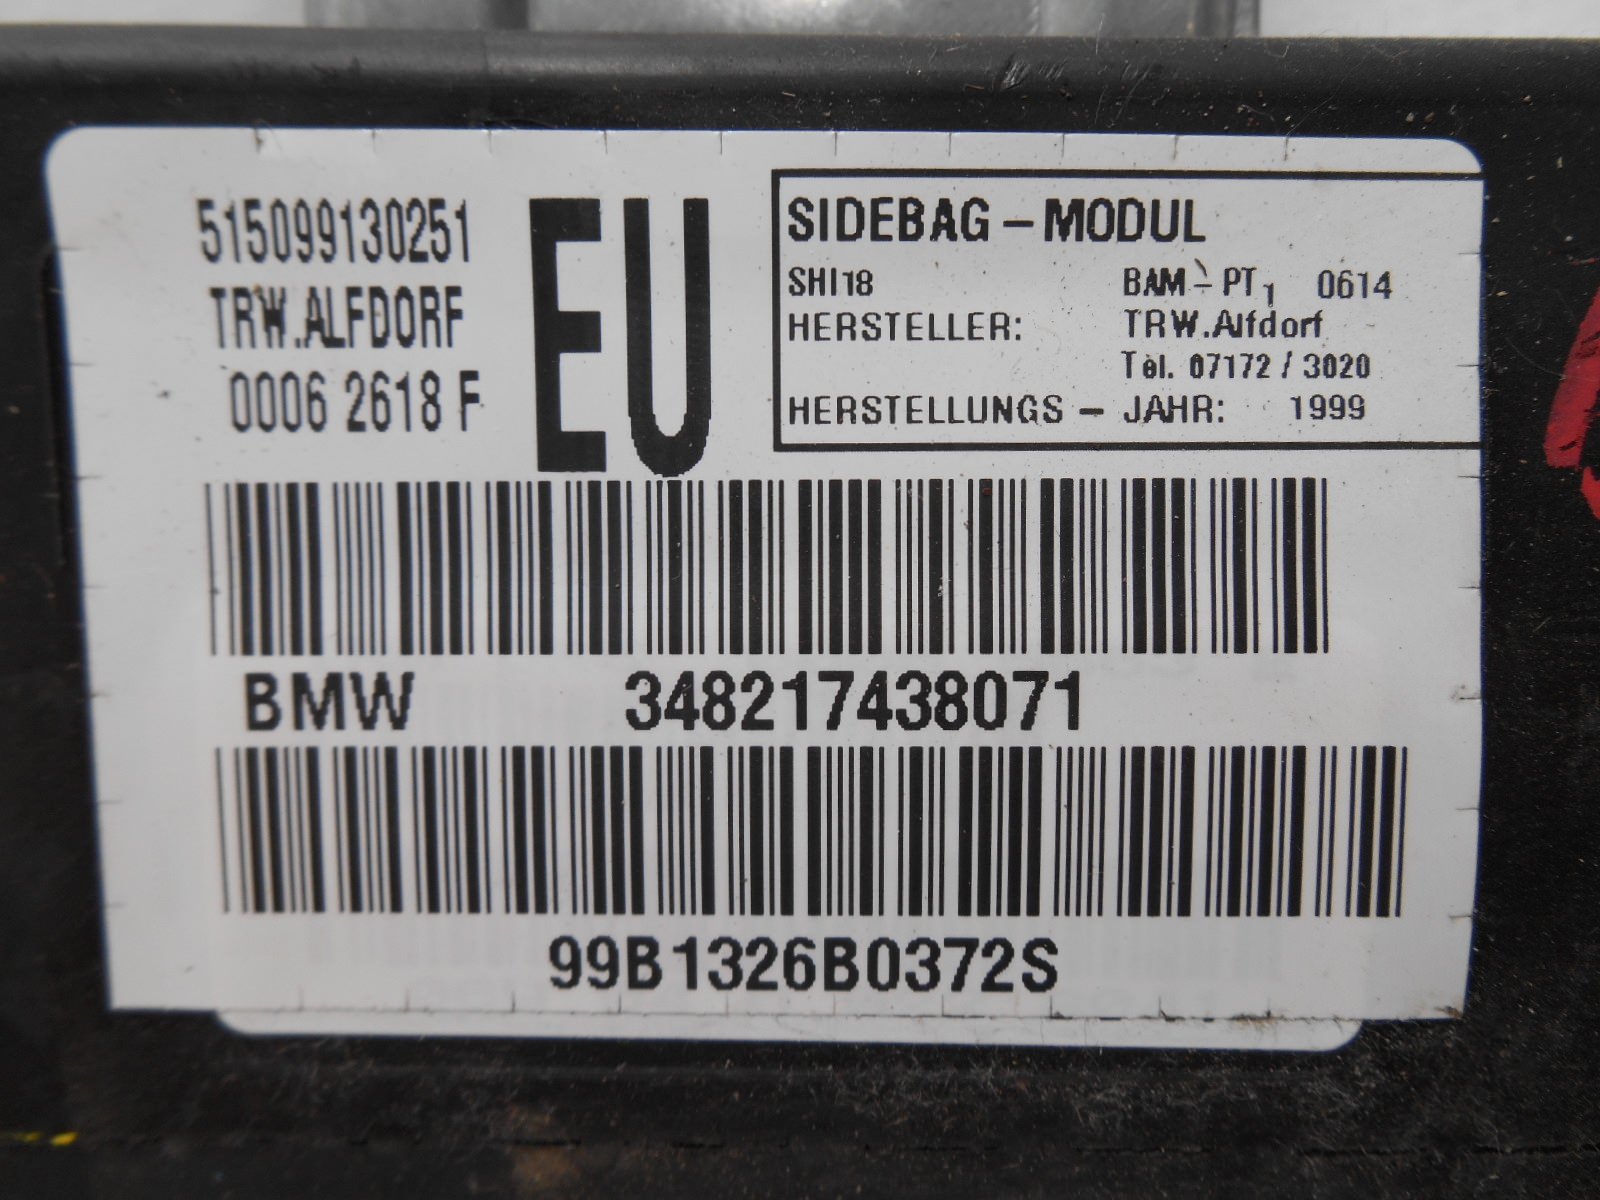 515099130251
TRW.ALFDORF
0006 2618 F
EU
SIDEBAG - MODUL
SHI18 BAM - PT1 0614
HERSTELLER: TRW.Alfdorf
Tel. 07172 / 3020
HERSTELLUNGS - JAHR: 1999
BMW 348217438071
99B1326B0372S